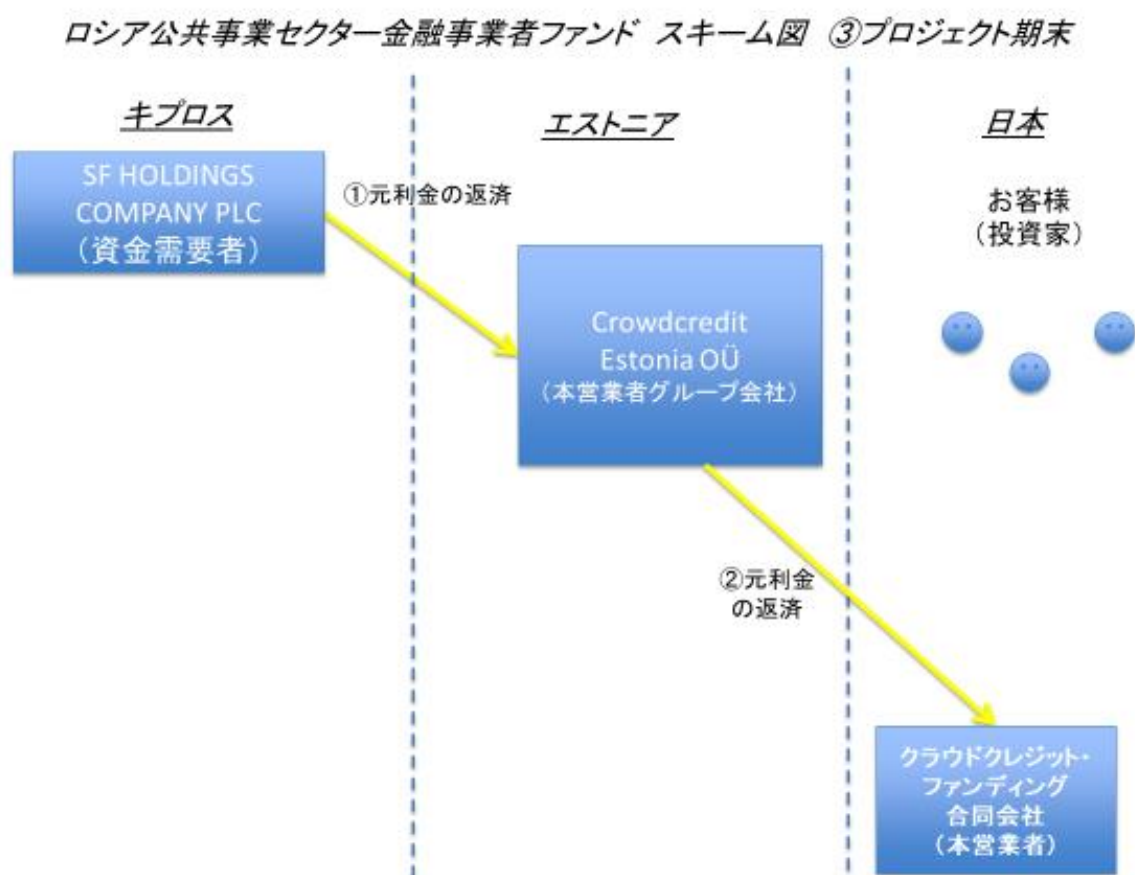 ロシア公共事業セクター金融事業者ファンド スキーム図 ③プロジェクト期末
キプロス
エストニア
日本
SF HOLDINGS
COMPANY PLC
（資金需要者）
①元利金の返済
お客様
（投資家）
Crowdcredit
Estonia OÜ
（本営業者グループ会社）
②元利金
の返済
クラウドクレジット・
ファンディング
合同会社
（本営業者）